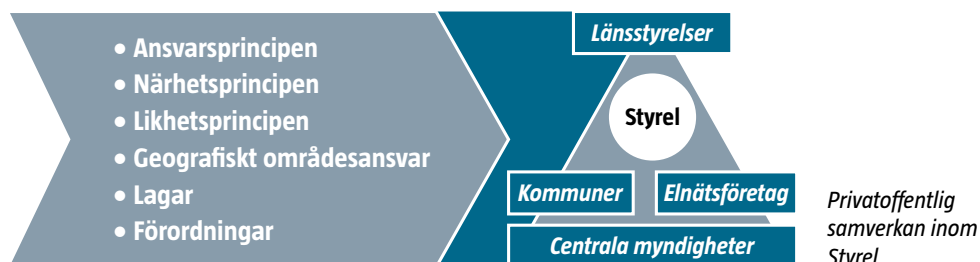 • Ansvarsprincipen
• Närhetsprincipen
• Likhetsprincipen
• Geografiskt områdesansvar
• Lagar
• Förordningar
Länsstyrelser
Styrel
Kommuner
Elnätsföretag
Centrala myndigheter
Privatoffentlig
samverkan inom
Styrel